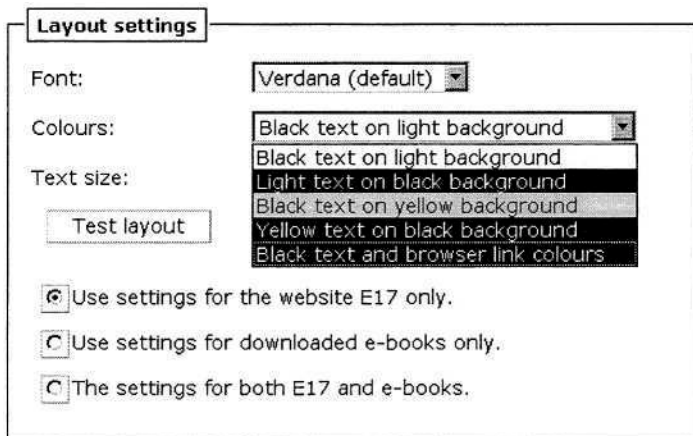 Layout settings
Font: Verdana (default)
Colours: Black text on light background
Black text on light background
Text size: Light text on black background
Black text on yellow background
Test layout Yellow text on black background
Black text and browser link colours
Use settings for the website E17 only.
Use settings for downloaded e-books only.
The settings for both E17 and e-books.